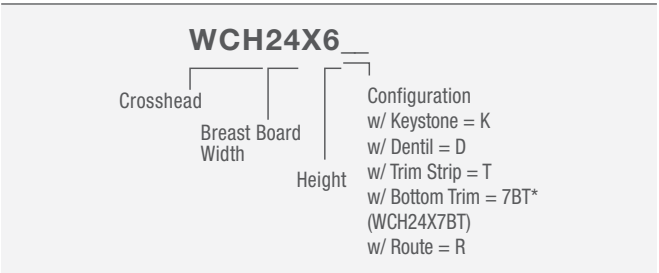 WCH24X6__
Crosshead
Breast Board
Width
Height
Configuration
w/ Keystone = K
w/ Dentil = D
w/ Trim Strip = T
w/ Bottom Trim = 7BT*
(WCH24X7BT)
w/ Route = R